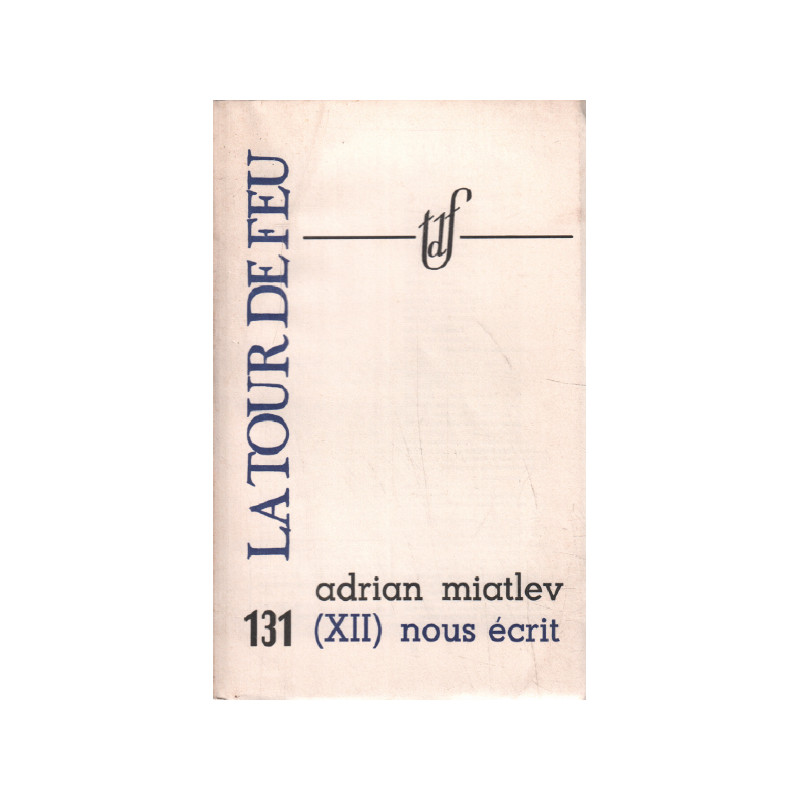 LA TOUR DE FEU
tdf
adrian miatlev
131 (XII) nous écrit